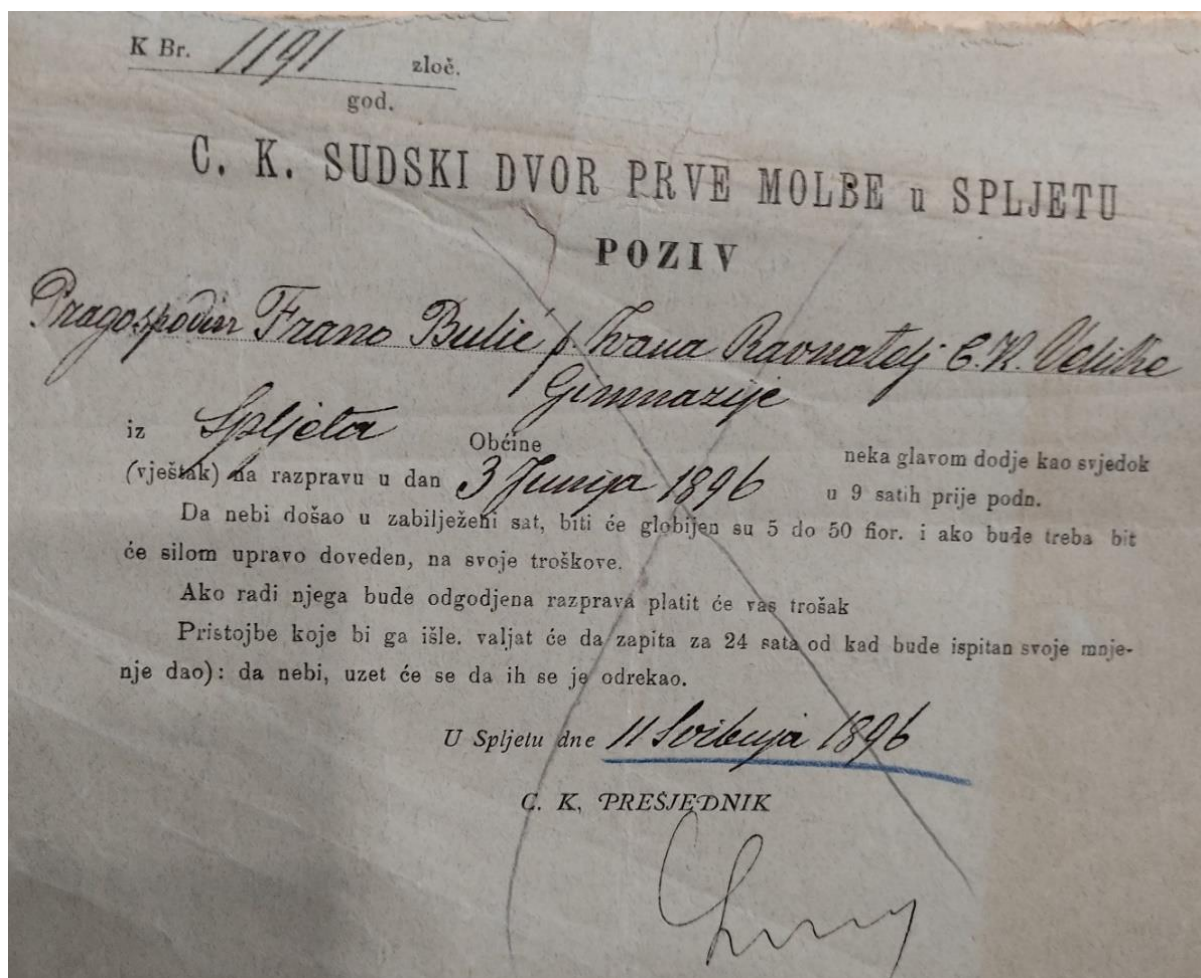 K Br. 1191 zloč.
god.
C. K. SUDSKI DVOR PRVE MOLBE u SPLJETU
POZIV
Pragospodin Frano Bulić p. Ivana Ravnatelj C. K. Velike
Gimnazije
iz Spljeta Občine neka glavom dodje kao svjedok
(vještak) na razpravu u dan 3 Junija 1896 u 9 satih prije podn.
Da nebi došao u zabilježeni sat, biti će globijen su 5 do 50 fior. i ako bude treba bit
će silom upravo doveden, na svoje troškove.
Ako radi njega bude odgodjena razprava platit će vas trošak
Pristojbe koje bi ga išle. valjat će da zapita za 24 sata od kad bude ispitan svoje mnje-
nje dao): da nebi, uzet će se da ih se je odrekao.
U Spljetu dne 11 Svibnja 1896
C. K. PREŠJEDNIK